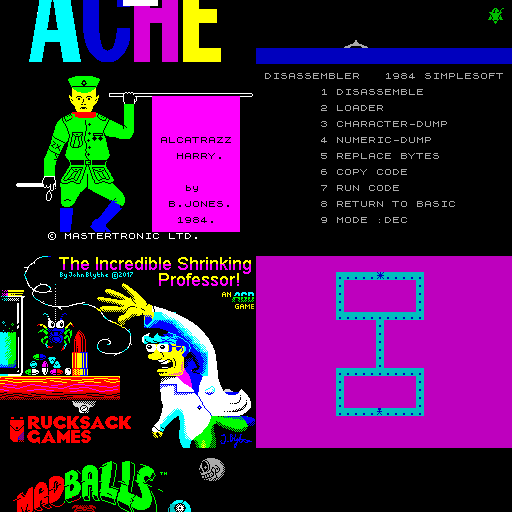 ACHE
ALCATRAZZ
HARRY.
by
B.JONES.
1984.
© MASTERTRONIC LTD.
DISASSEMBLER 1984 SIMPLESOFT
1 DISASSEMBLE
2 LOADER
3 CHARACTER-DUMP
4 NUMERIC-DUMP
5 REPLACE BYTES
6 COPY CODE
7 RUN CODE
8 RETURN TO BASIC
9 MODE :DEC
The Incredible Shrinking
Professor!
By John Blythe @2017
AN AGD
GAME
RUCKSACK
GAMES
MADBALLS™